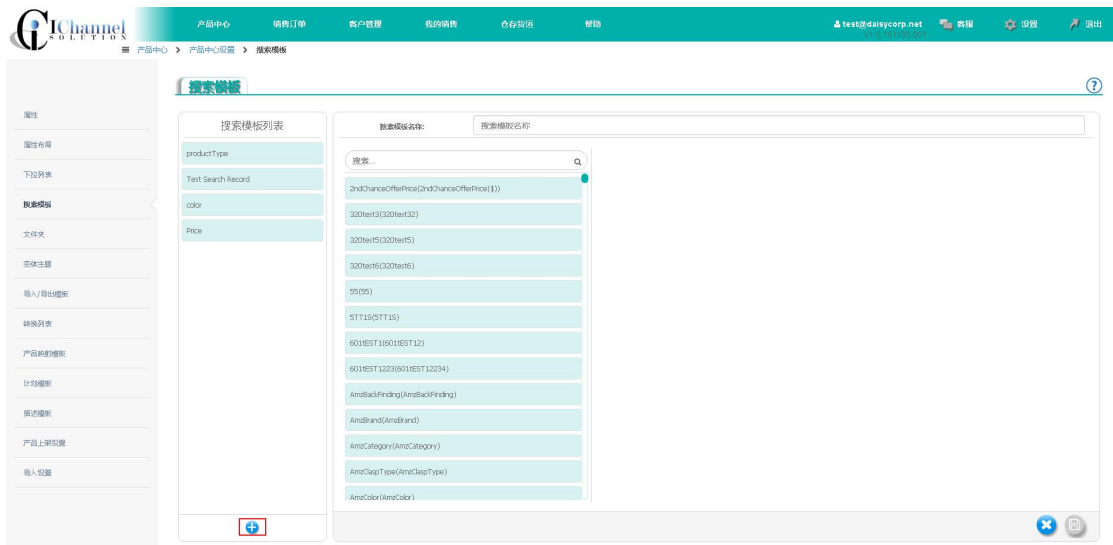 IChannel
SOLUTION
产品中心 销售订单 客户管理 我的销售 仓存货运 帮助
test@daisycorp.net 客服 设置 退出
产品中心 > 产品中心设置 > 搜索模板
搜索模板
属性
属性布局
下拉列表
搜索模板
文件夹
变体主题
导入/导出模板
转换列表
产品映射模板
计划模板
描述模板
产品上架设置
导入设置
搜索模板列表
productType
Test Search Record
color
Price
搜索模板名称: 搜索模板名称
搜索...
2ndChanceOfferPrice(2ndChanceOfferPrice($))
320test3(320test32)
320test5(320test5)
320test6(320test6)
55(55)
5TT1S(5TT1S)
601tEST1(601tEST12)
601tEST1223(601tEST12234)
AmzBackFinding(AmzBackFinding)
AmzBrand(AmzBrand)
AmzCategory(AmzCategory)
AmzClaspType(AmzClaspType)
AmzColor(AmzColor)